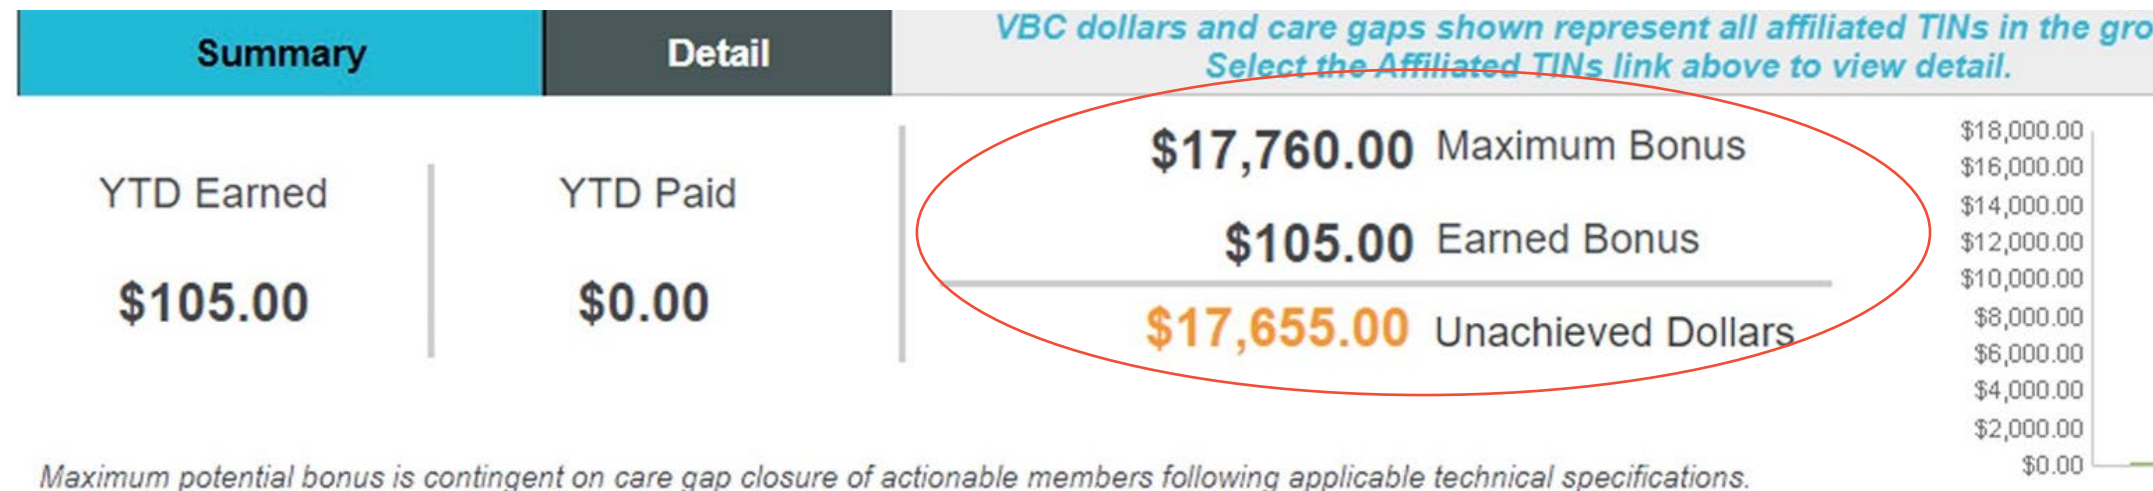 Summary
Detail
VBC dollars and care gaps shown represent all affiliated TINs in the
Select the Affiliated TINs link above to view detail.
YTD Earned
$105.00
YTD Paid
$0.00
$17,760.00 Maximum Bonus
$105.00 Earned Bonus
$17,655.00 Unachieved Dollars
$18,000.00
$16,000.00
$14,000.00
$12,000.00
$10,000.00
$8,000.00
$6,000.00
$4,000.00
$2,000.00
$0.00
Maximum potential bonus is contingent on care gap closure of actionable members following applicable technical specifications.